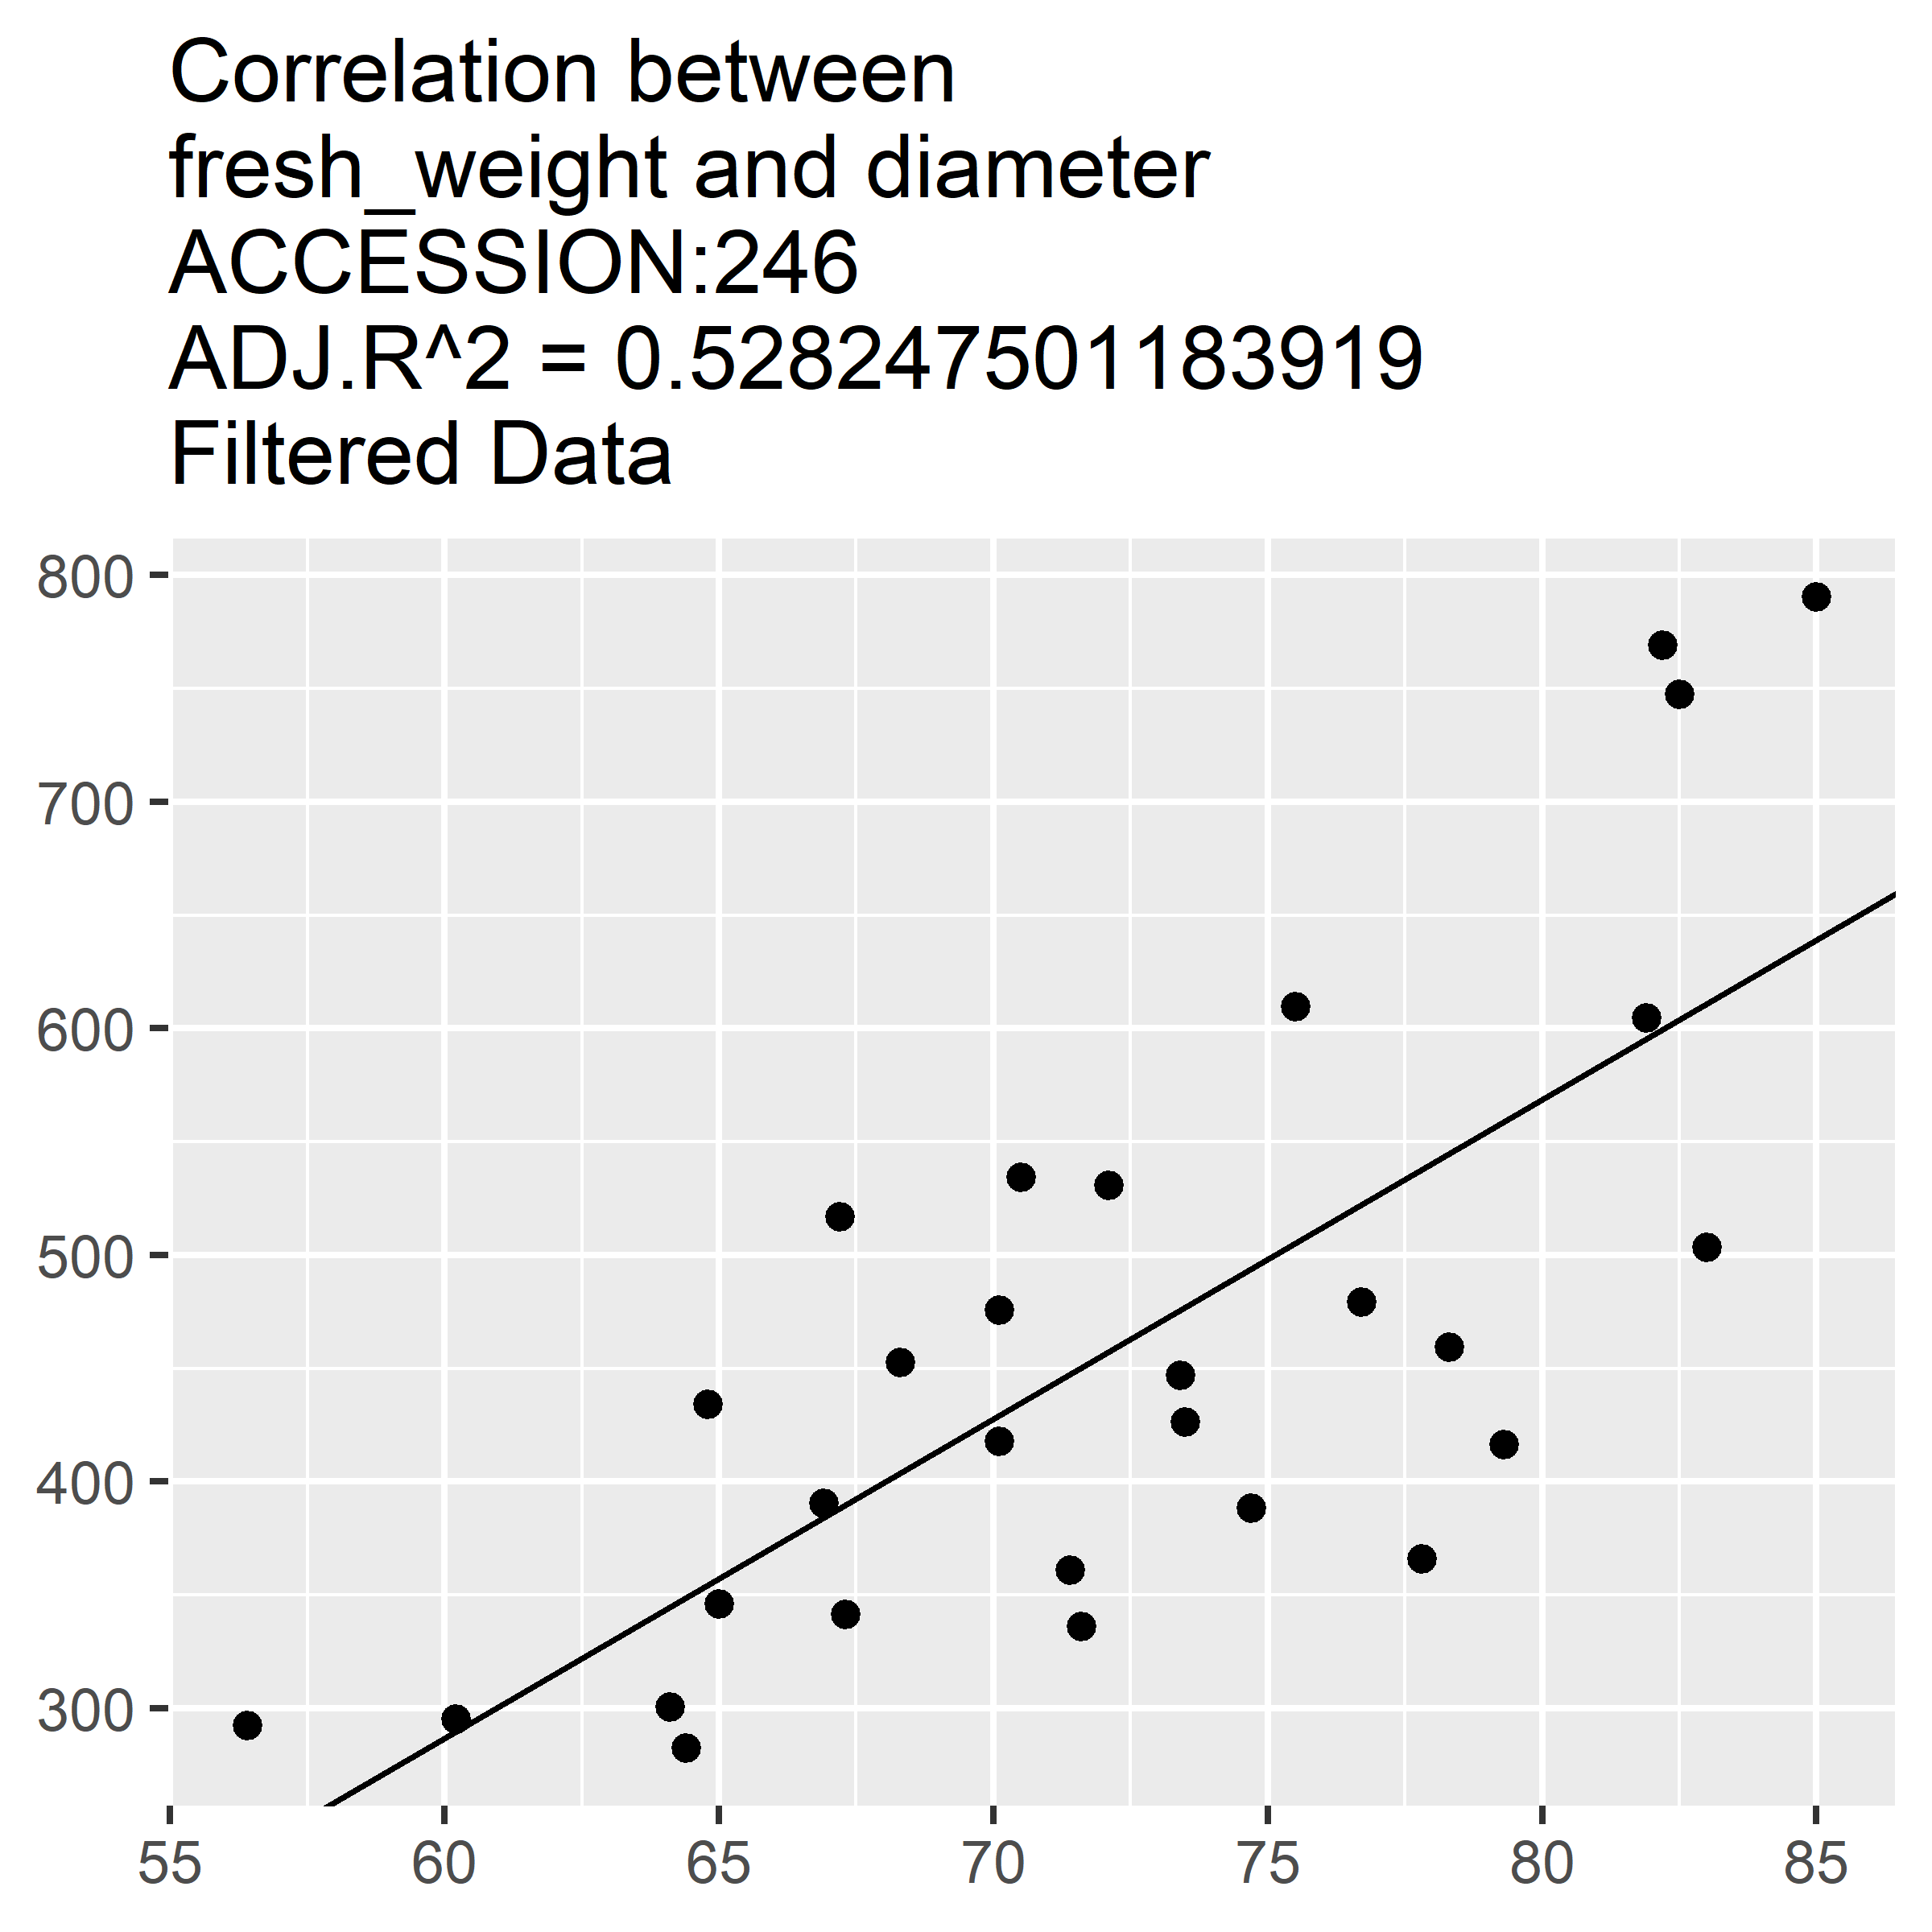 Correlation between
fresh_weight and diameter
ACCESSION:246
ADJ.R^2 = 0.528247501183919
Filtered Data
800
700
600
500
400
300
55 60 65 70 75 80 85